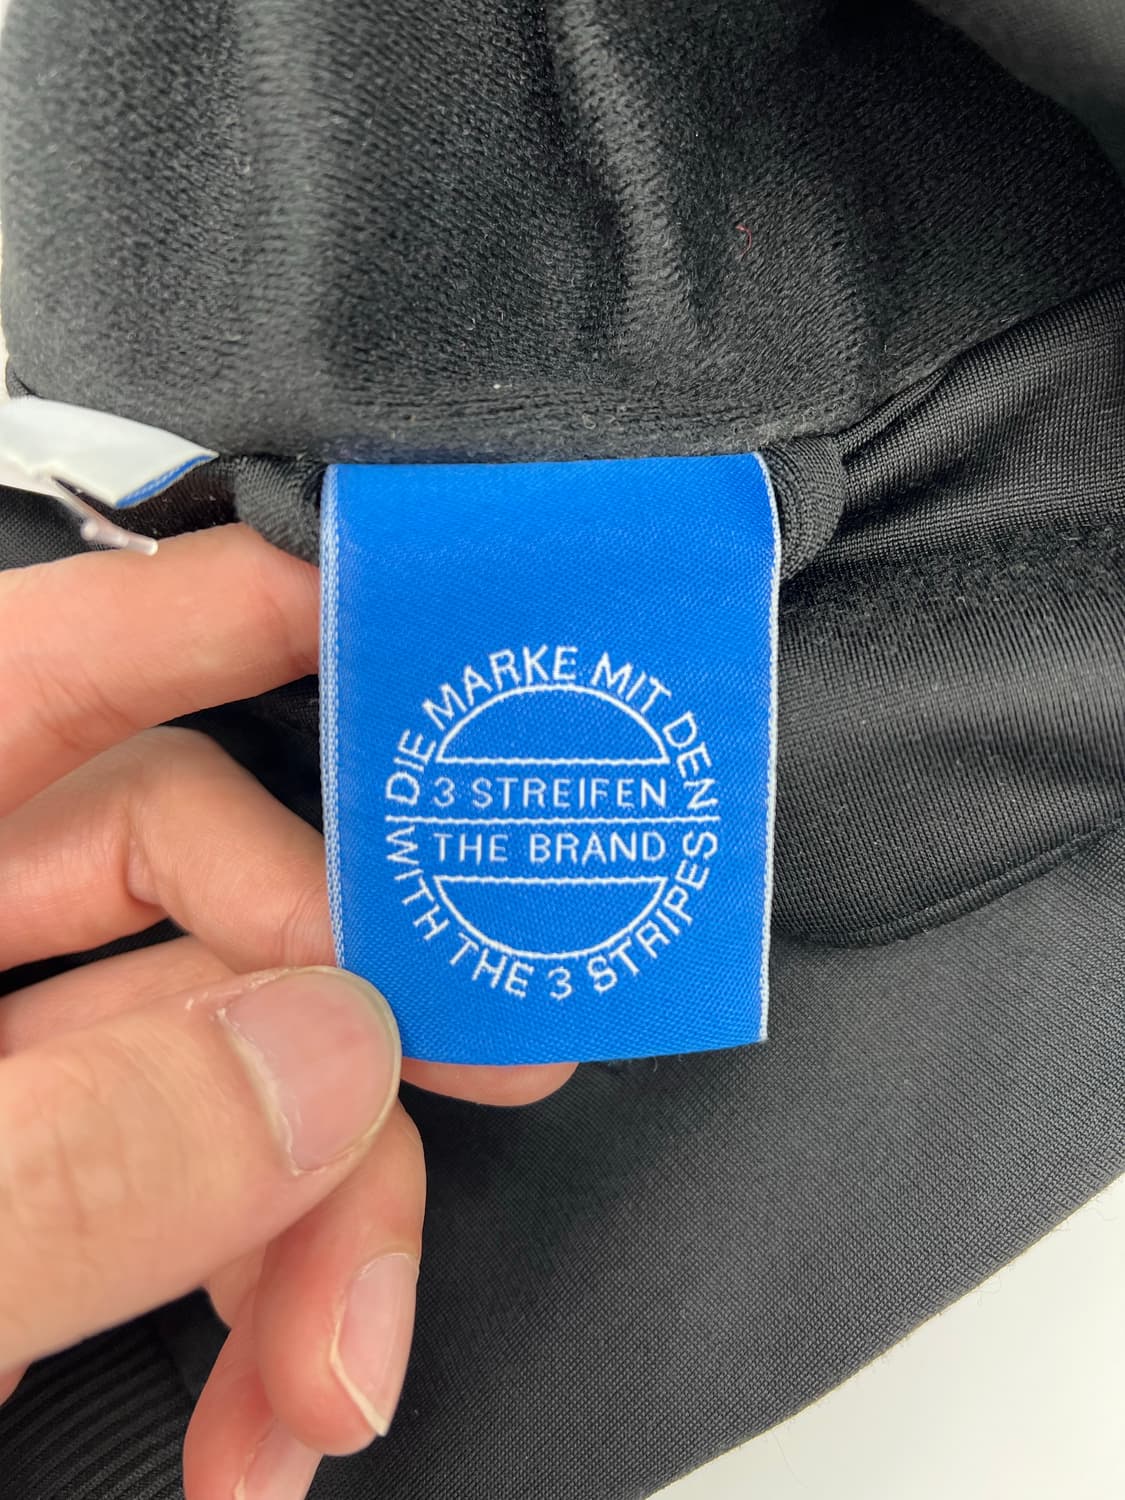 DIE MARKE MIT DEN
3 STREIFEN
THE BRAND
WITH THE 3 STRIPES